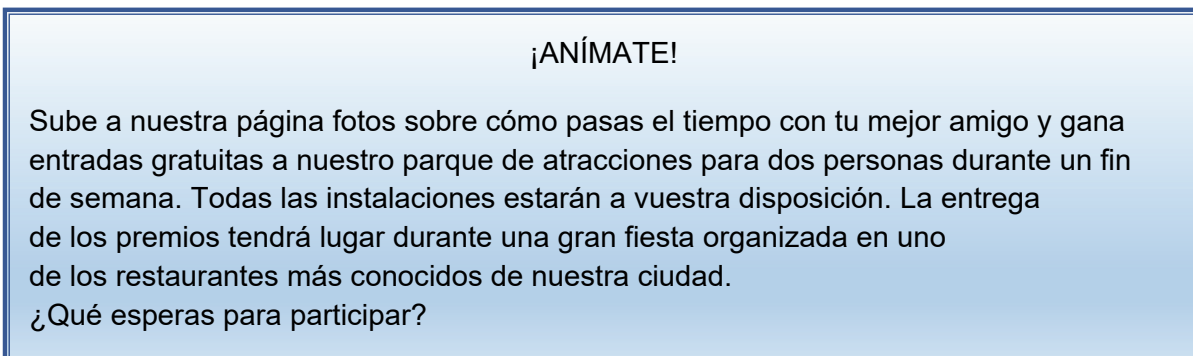 ¡ANÍMATE!
Sube a nuestra página fotos sobre cómo pasas el tiempo con tu mejor amigo y gana
entradas gratuitas a nuestro parque de atracciones para dos personas durante un fin
de semana. Todas las instalaciones estarán a vuestra disposición. La entrega
de los premios tendrá lugar durante una gran fiesta organizada en uno
de los restaurantes más conocidos de nuestra ciudad.
¿Qué esperas para participar?